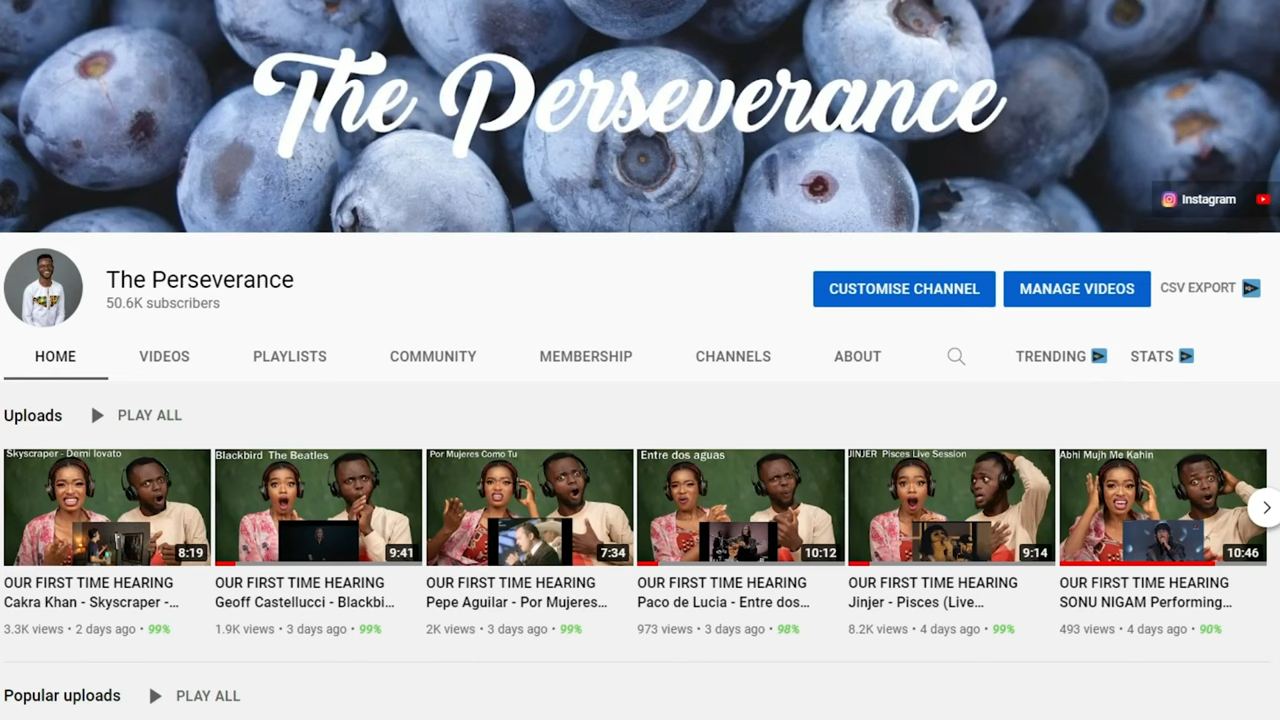 The Perseverance
Instagram
The Perseverance
50.6K subscribers
CUSTOMISE CHANNEL
MANAGE VIDEOS
CSV EXPORT
HOME
VIDEOS
PLAYLISTS
COMMUNITY
MEMBERSHIP
CHANNELS
ABOUT
TRENDING
STATS
Uploads
PLAY ALL
Skyscraper - Demi lovato
8:19
OUR FIRST TIME HEARING
Cakra Khan - Skyscraper -...
3.3K views • 2 days ago • 99%
Blackbird The Beatles
9:41
OUR FIRST TIME HEARING
Geoff Castellucci - Blackbi...
1.9K views • 3 days ago • 99%
Por Mujeres Como Tu
7:34
OUR FIRST TIME HEARING
Pepe Aguilar - Por Mujeres...
2K views • 3 days ago • 99%
Entre dos aguas
10:12
OUR FIRST TIME HEARING
Paco de Lucia - Entre dos...
973 views • 3 days ago • 98%
JINJER Pisces Live Session
9:14
OUR FIRST TIME HEARING
Jinjer - Pisces (Live...
8.2K views • 4 days ago • 99%
Abhi Mujh Me Kahin
10:46
OUR FIRST TIME HEARING
SONU NIGAM Performing...
493 views • 4 days ago • 90%
Popular uploads
PLAY ALL